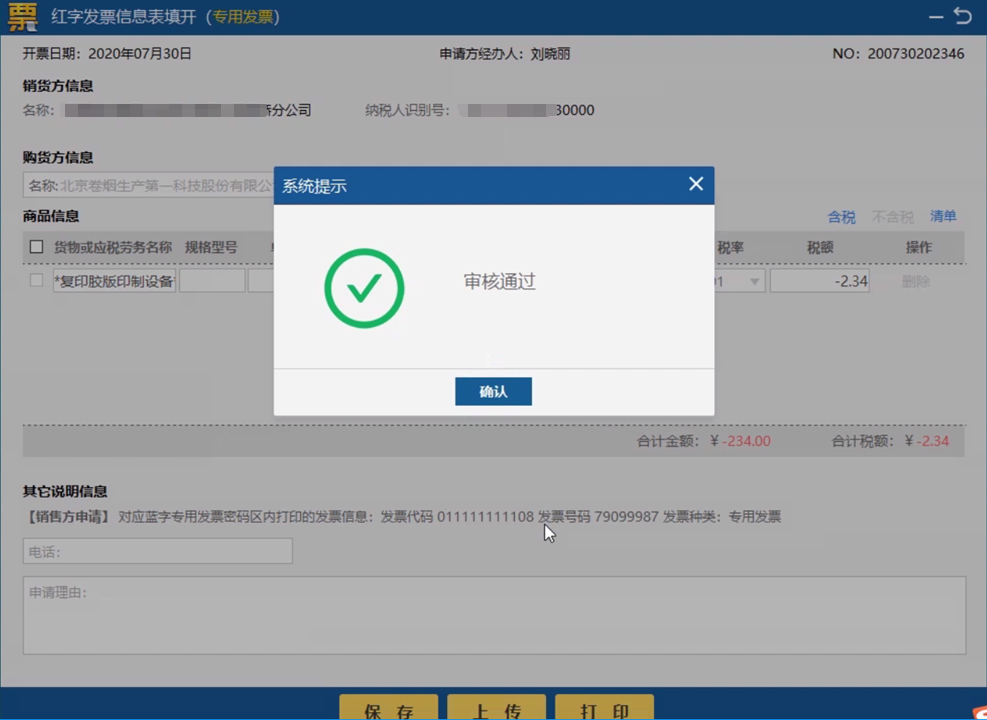 票 红字发票信息表填开（专用发票）
开票日期：2020年07月30日 申请方经办人：刘晓丽 NO：200730202346
销货方信息
名称： 分公司 纳税人识别号： 30000
购货方信息
名称:北京卷烟生产第一科技股份有限公
系统提示
商品信息 含税 不含税 清单
货物或应税劳务名称 规格型号 税率 税额 操作
*复印胶版印制设备 -2.34 删除
审核通过
确认
合计金额：￥-234.00 合计税额：￥-2.34
其它说明信息
【销售方申请】 对应蓝字专用发票密码区内打印的发票信息：发票代码 011111111108 发票号码 79099987 发票种类：专用发票
电话：
申请理由：
保 存 上 传 打 印